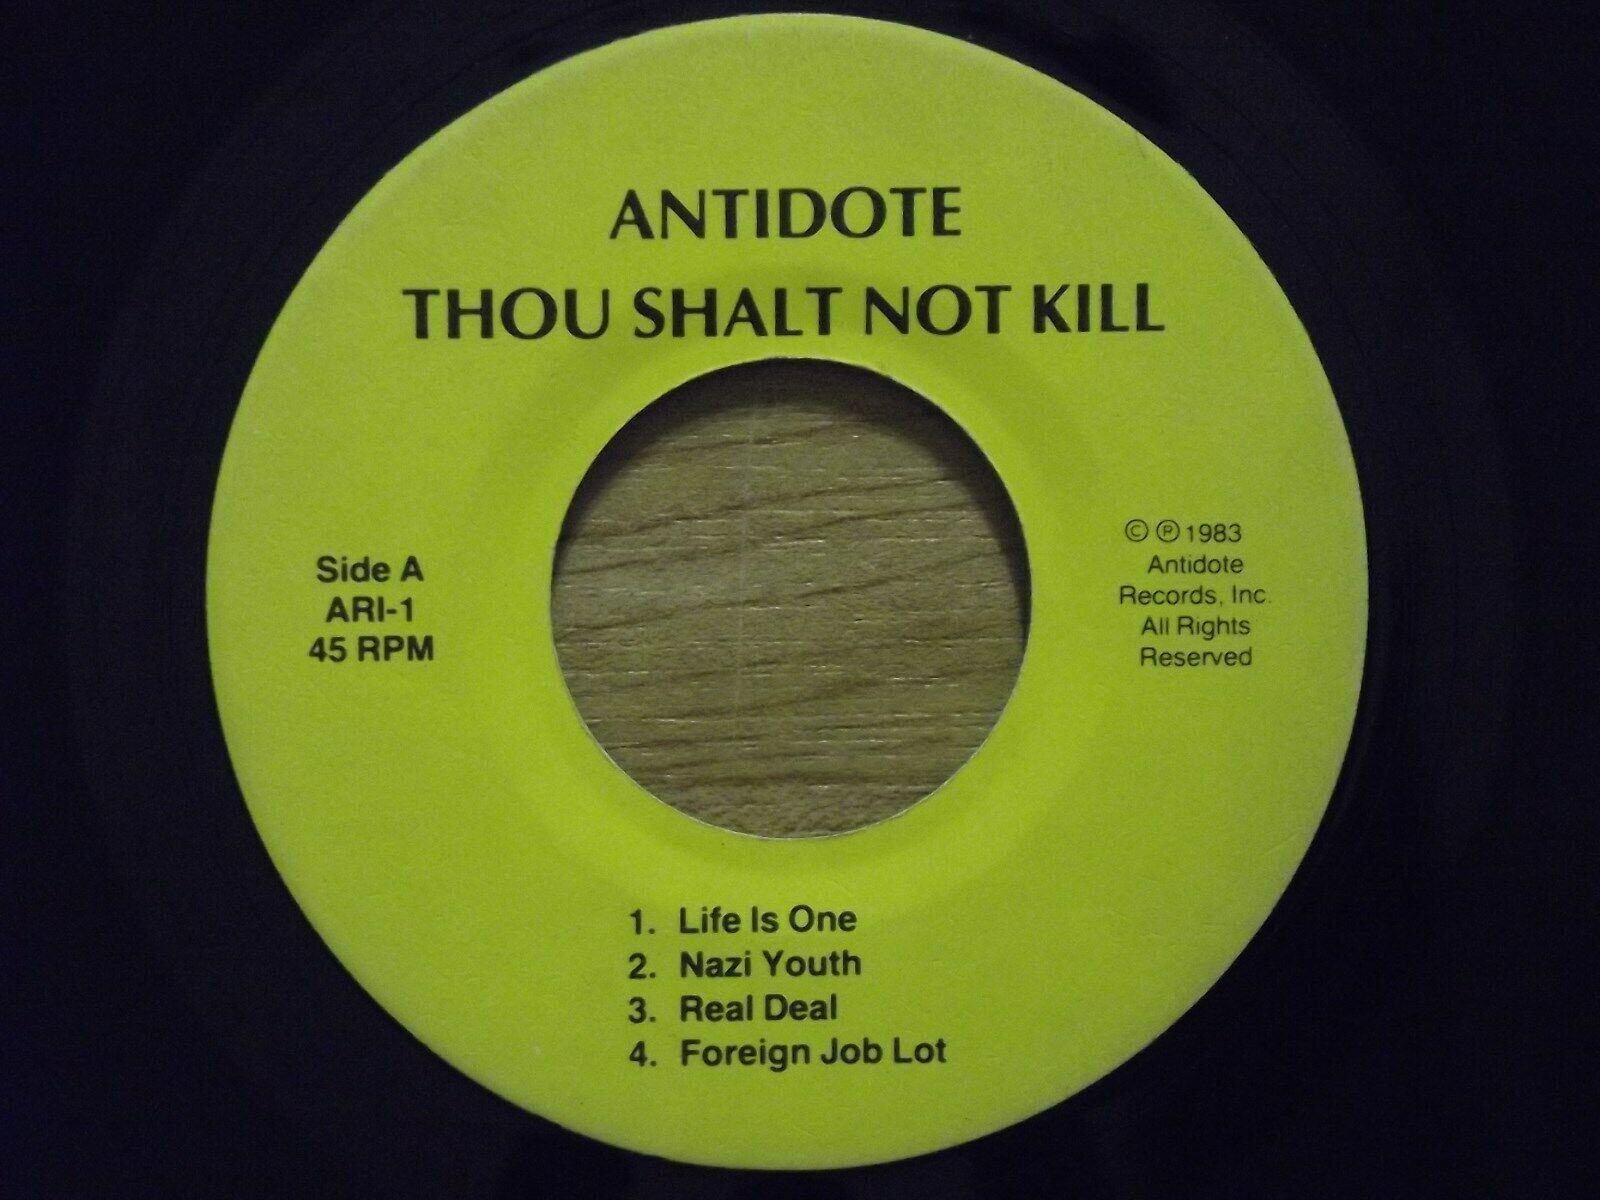 ANTIDOTE
THOU SHALT NOT KILL
Side A
ARI-1
45 RPM
© ℗ 1983
Antidote
Records, Inc.
All Rights
Reserved
1. Life Is One
2. Nazi Youth
3. Real Deal
4. Foreign Job Lot